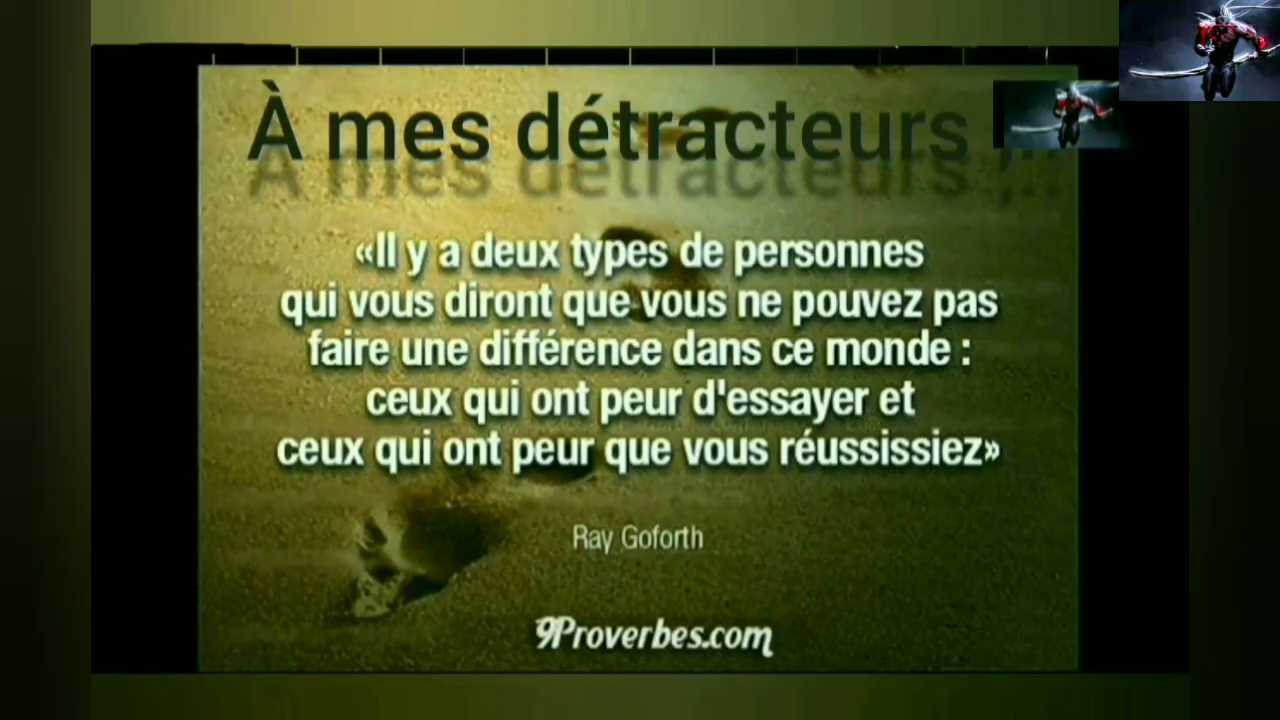 À mes détracteurs ,...
«Il y a deux types de personnes
qui vous diront que vous ne pouvez pas
faire une différence dans ce monde :
ceux qui ont peur d'essayer et
ceux qui ont peur que vous réussissiez»
Ray Goforth
9Proverbes.com